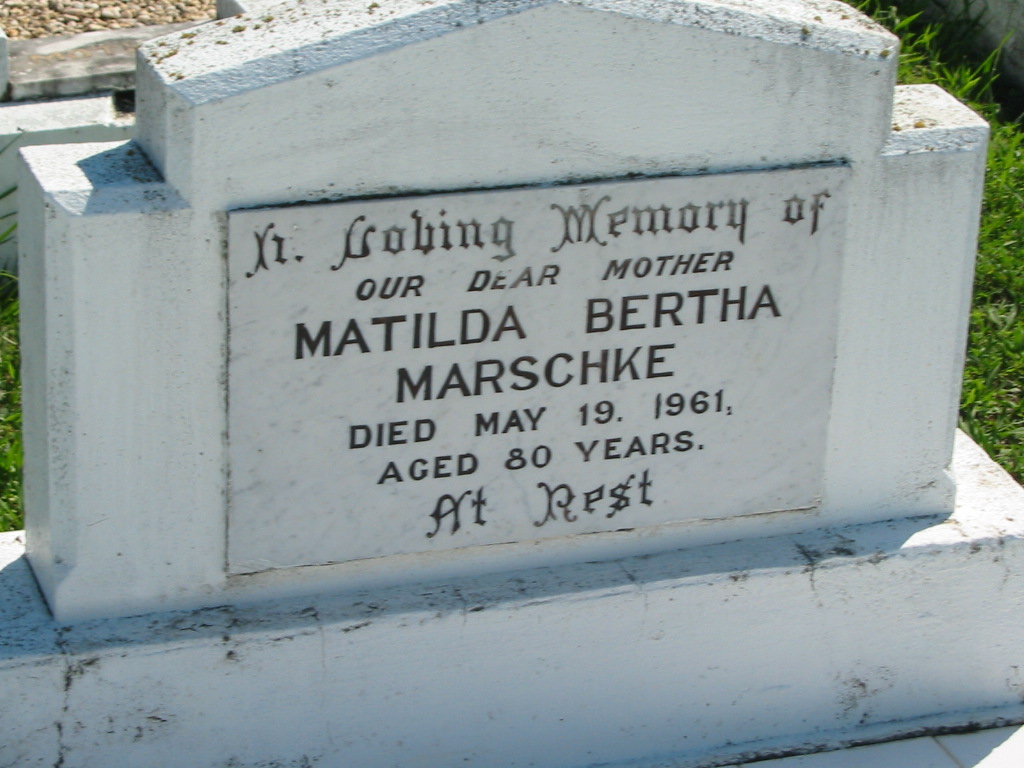 In Loving Memory of
OUR DEAR MOTHER
MATILDA BERTHA
MARSCHKE
DIED MAY 19. 1961,
AGED 80 YEARS.
At Rest